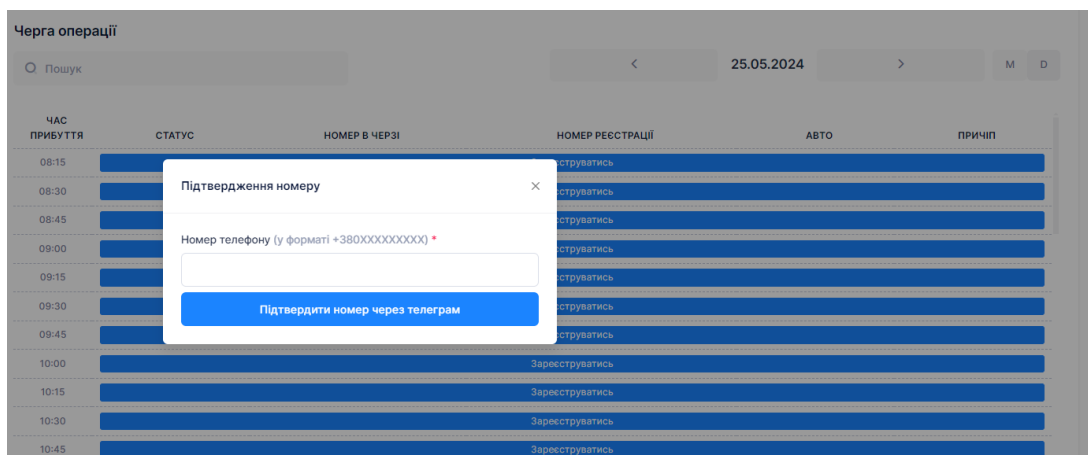 Черга операції
Пошук
< 25.05.2024 > M D
ЧАС ПРИБУТТЯ СТАТУС НОМЕР В ЧЕРЗІ НОМЕР РЕЄСТРАЦІЇ АВТО ПРИЧІП
08:15
Підтвердження номеру ×
08:30
08:45
Номер телефону (у форматі +380XXXXXXXXX) *
09:00
09:15
09:30
Підтвердити номер через телеграм
09:45
10:00 Зареєструватись
10:15 Зареєструватись
10:30 Зареєструватись
10:45 Зареєструватись